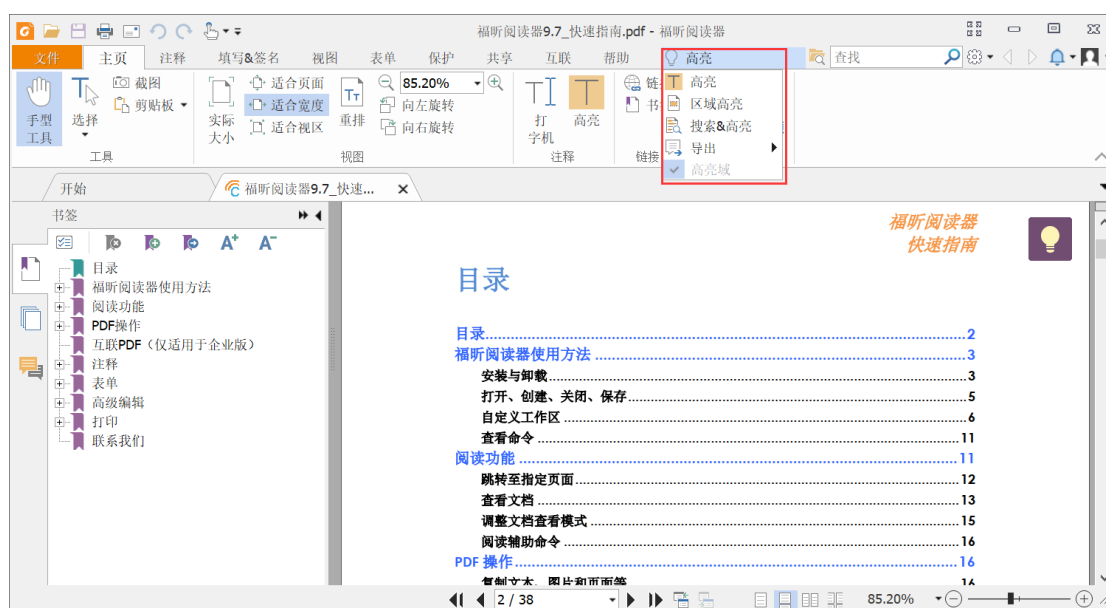 福昕阅读器9.7_快速指南.pdf - 福昕阅读器
文件 主页 注释 填写&签名 视图 表单 保护 共享 互联 帮助 高亮 查找
手型工具
选择
截图
剪贴板
实际大小
适合页面
适合宽度
适合视区
重排
85.20%
向左旋转
向右旋转
打字机
高亮
链
书
高亮
区域高亮
搜索&高亮
导出
高亮域
工具 视图 注释 链接
开始 福昕阅读器9.7_快速...
书签
目录
福昕阅读器使用方法
阅读功能
PDF操作
互联PDF（仅适用于企业版）
注释
表单
高级编辑
打印
联系我们
福昕阅读器
快速指南
目录
目录...2
福昕阅读器使用方法...3
安装与卸载...3
打开、创建、关闭、保存...5
自定义工作区...6
查看命令...11
阅读功能...11
跳转至指定页面...12
查看文档...13
调整文档查看模式...15
阅读辅助命令...16
PDF 操作...16
复制文本、图片和页面等...16
2 / 38 85.20%